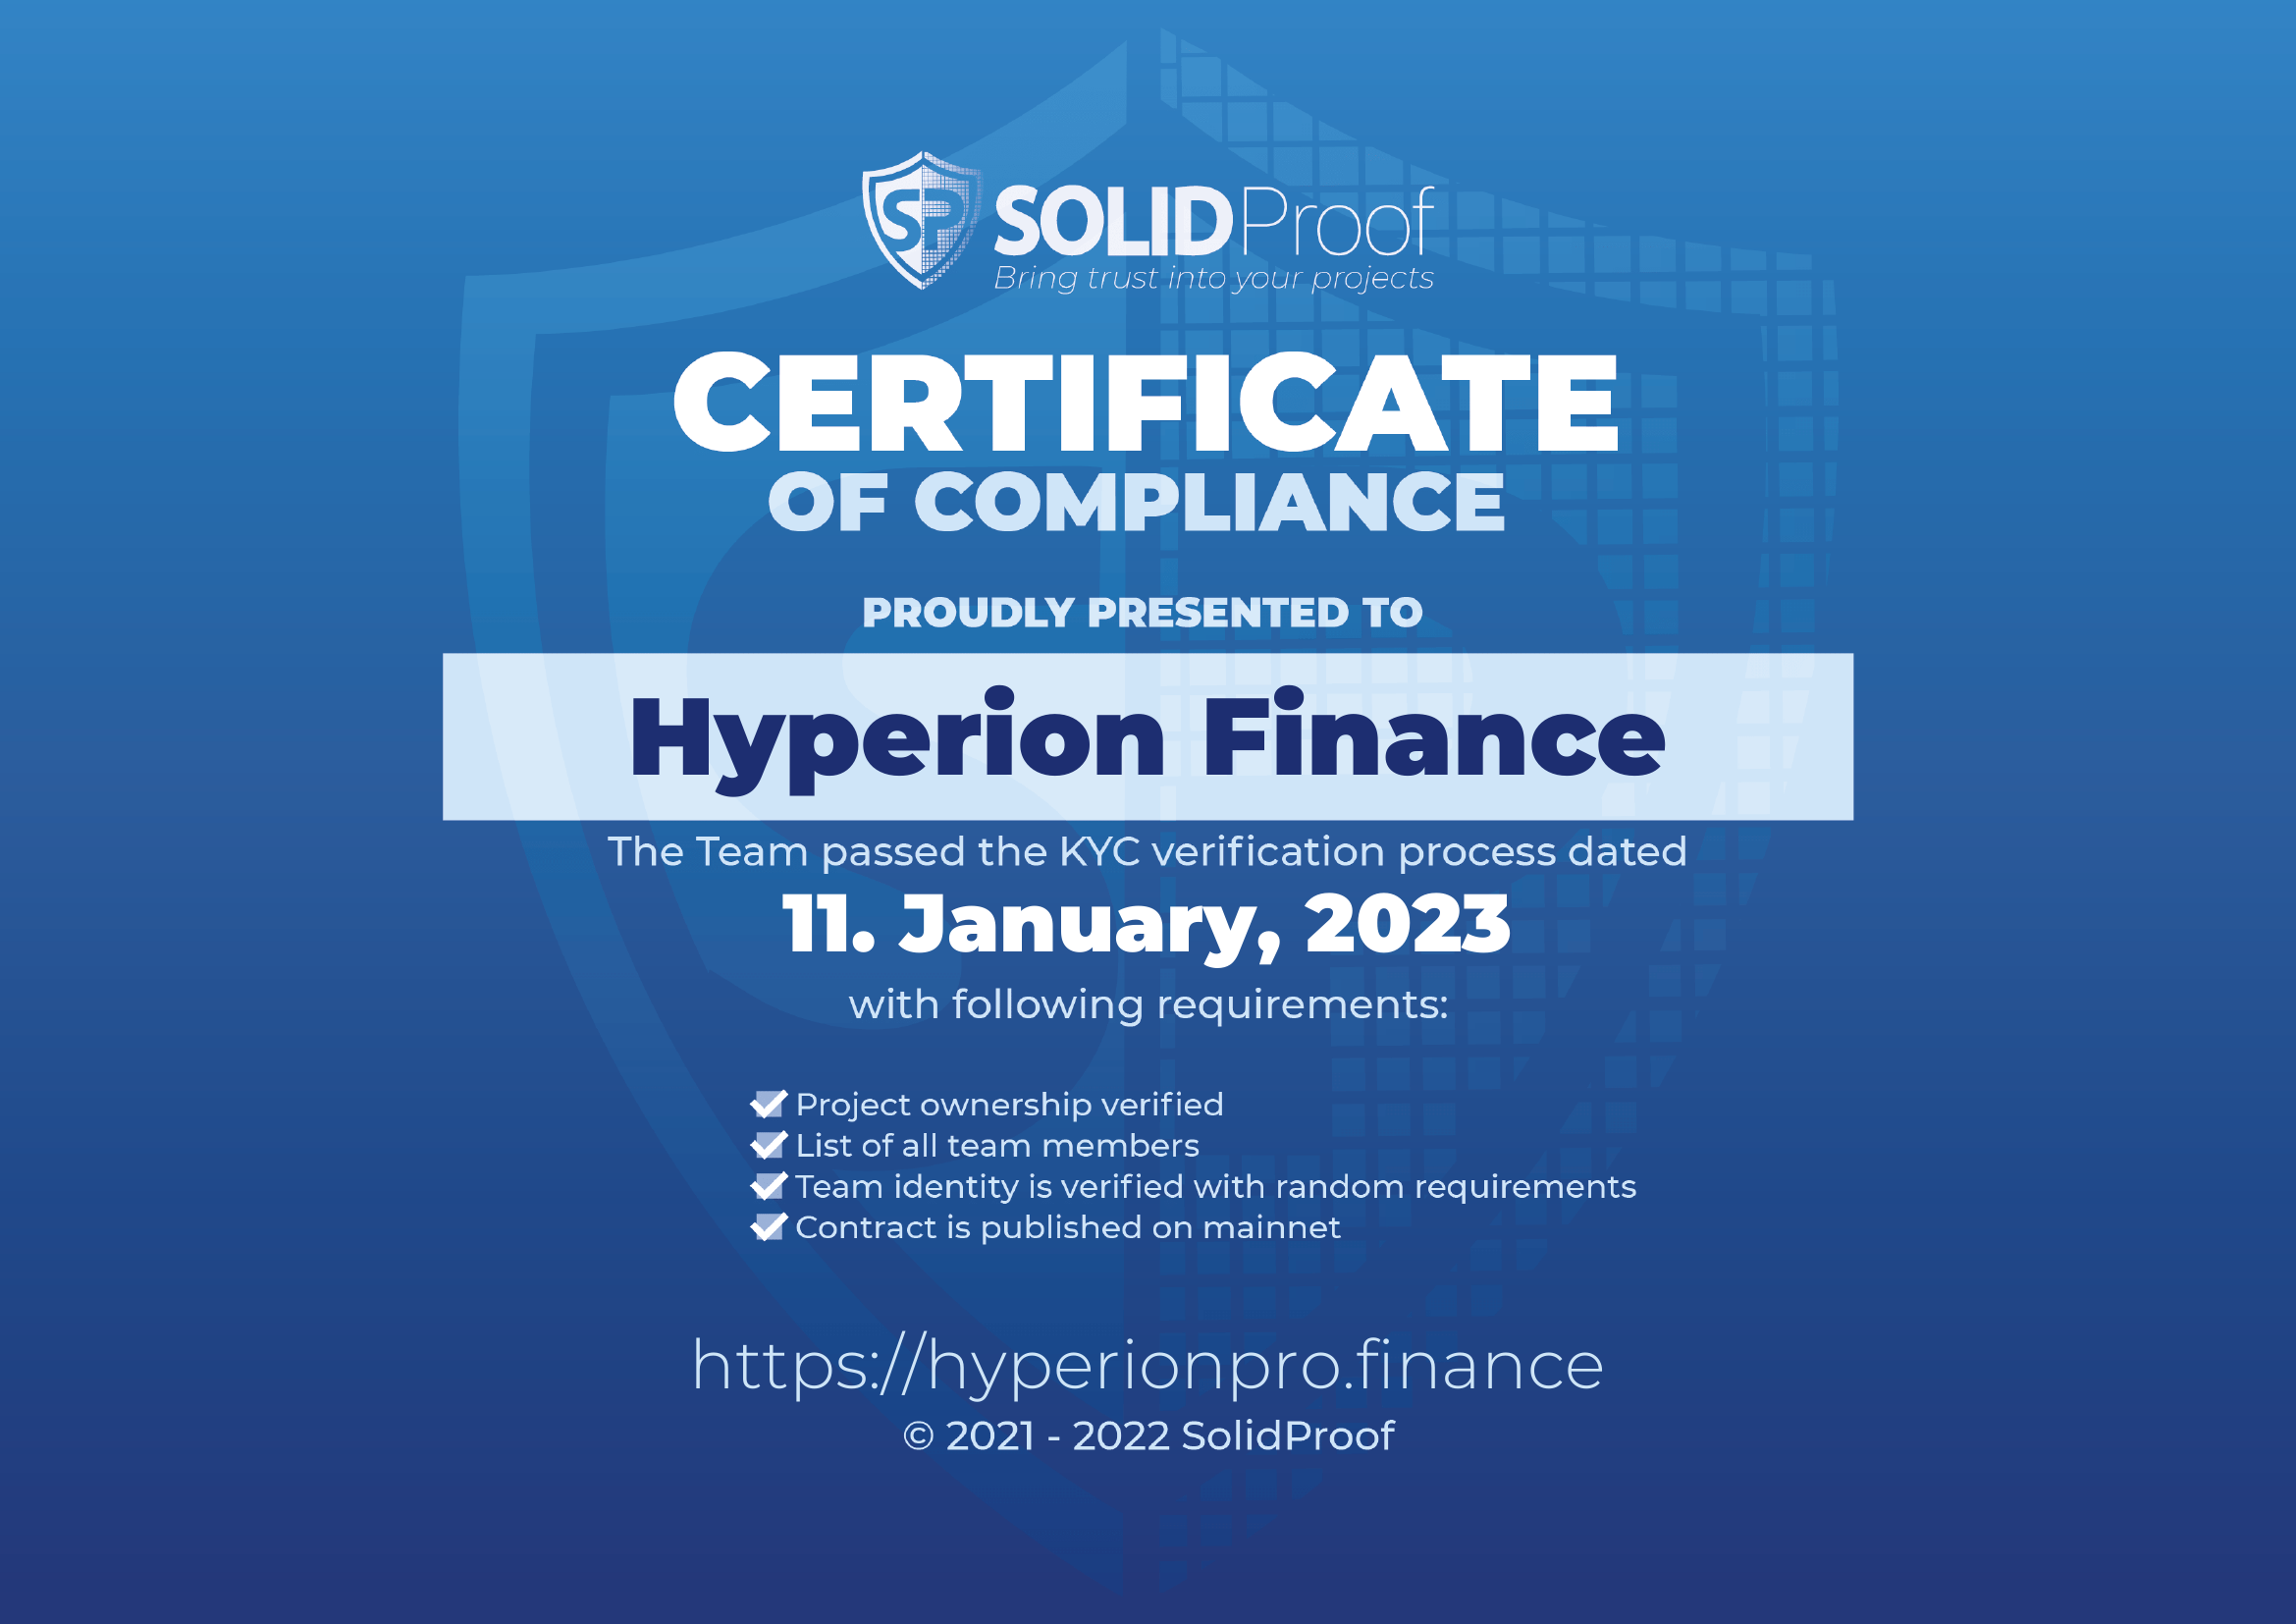 SP SOLIDProof
Bring trust into your projects
CERTIFICATE
OF COMPLIANCE
PROUDLY PRESENTED TO
Hyperion Finance
The Team passed the KYC verification process dated
11. January, 2023
with following requirements:
Project ownership verified
List of all team members
Team identity is verified with random requirements
Contract is published on mainnet
https://hyperionpro.finance
© 2021 - 2022 SolidProof